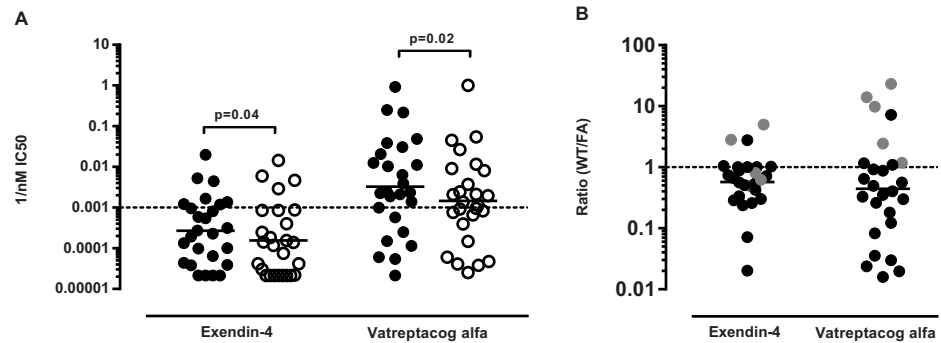 A
1/nM IC50
10
1
0.1
0.01
0.001
0.0001
0.00001
p=0.04
p=0.02
Exendin-4
Vatreptacog alfa
B
Ratio (WT/FA)
100
10
1
0.1
0.01
Exendin-4
Vatreptacog alfa